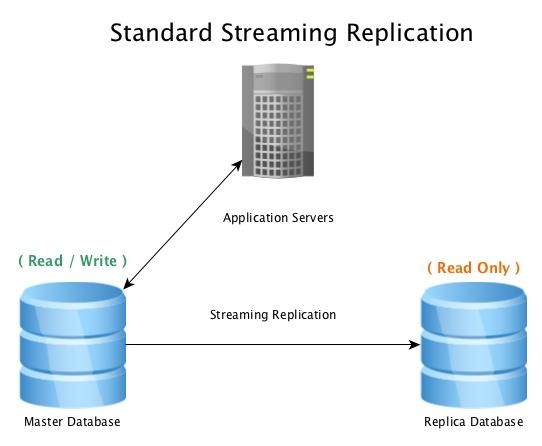 Standard Streaming Replication
Application Servers
( Read / Write )
( Read Only )
Streaming Replication
Master Database
Replica Database